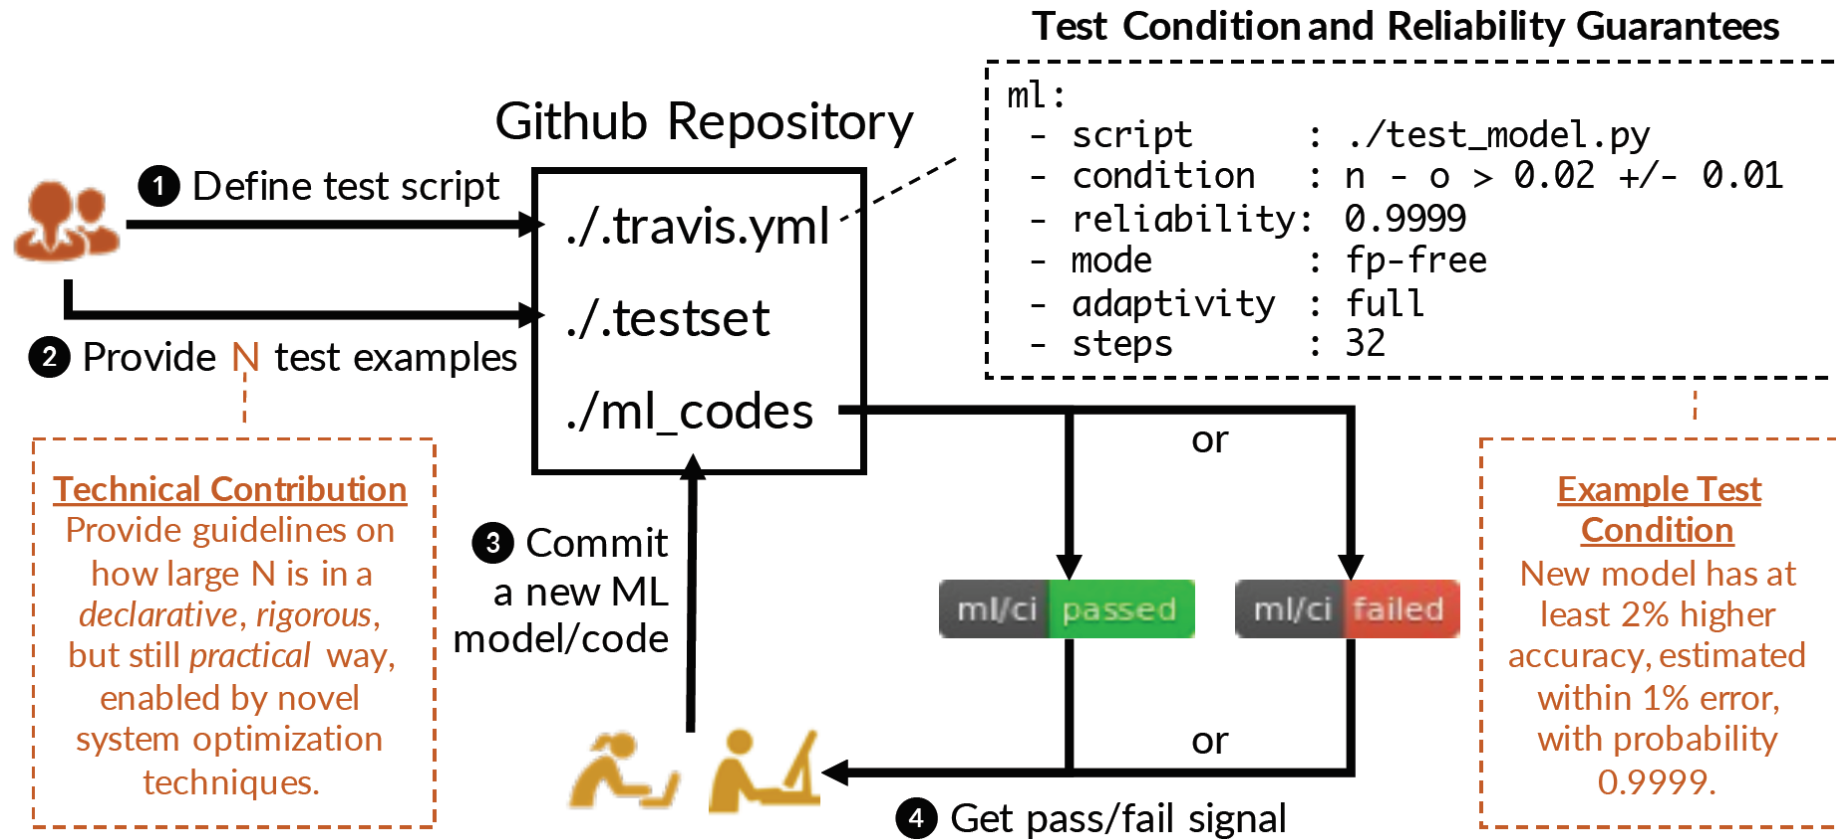 Test Condition and Reliability Guarantees
ml:
- script : ./test_model.py
- condition : n - o > 0.02 +/- 0.01
- reliability: 0.9999
- mode : fp-free
- adaptivity : full
- steps : 32
Github Repository
1 Define test script
./.travis.yml
./.testset
2 Provide N test examples
./ml_codes
or
Technical Contribution
Provide guidelines on
how large N is in a
declarative, rigorous,
but still practical way,
enabled by novel
system optimization
techniques.
3 Commit
a new ML
model/code
ml/ci passed
ml/ci failed
Example Test
Condition
New model has at
least 2% higher
accuracy, estimated
within 1% error,
with probability
0.9999.
or
4 Get pass/fail signal